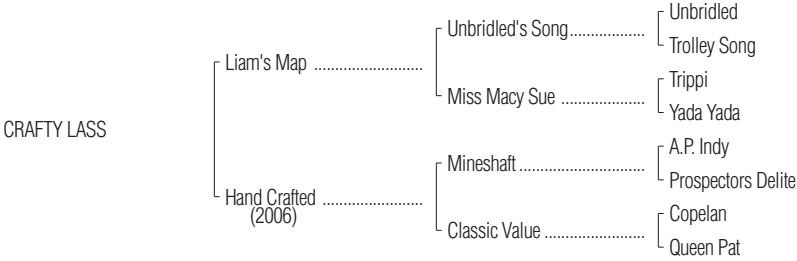 Unbridled
Unbridled's Song..................
Trolley Song
Liam's Map ..........................
Trippi
Miss Macy Sue ....................
Yada Yada
CRAFTY LASS
A.P. Indy
Mineshaft..............................
Prospectors Delite
Hand Crafted ........................
(2006)
Copelan
Classic Value ........................
Queen Pat